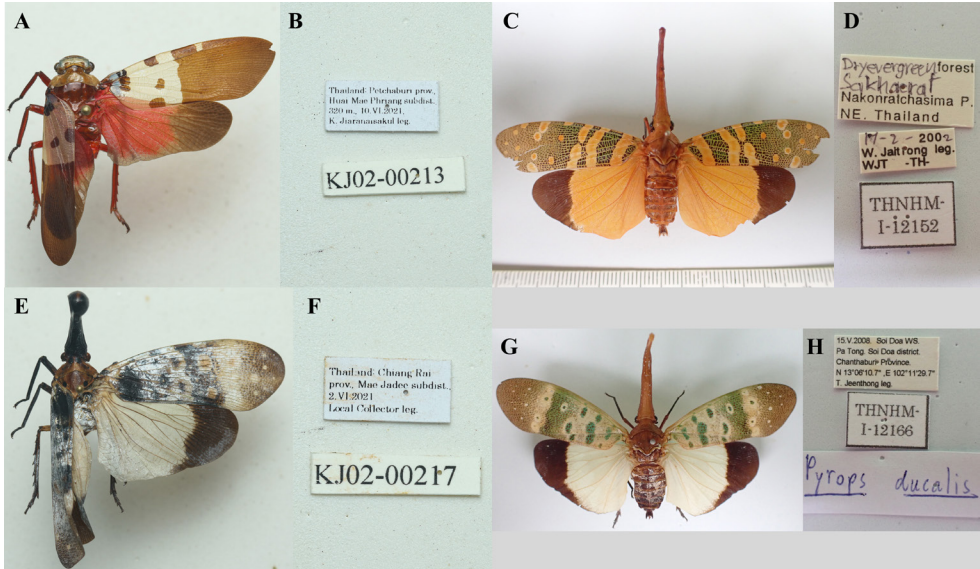 A
B
Thailand: Petchaburi prov.,
Huai Mae Phriang subdist.
320 m., 10.VI.2021,
K. Jiaranaisakul leg.
KJ02-00213
C
D
Dry evergreen forest
Sakhaerat
Nakonratchasima P.
NE. Thailand
17-2-2002
W. Jaitrong leg.
WJT -TH-
THNHM-
I-12152
E
F
Thailand: Chiang Rai
prov., Mae Jadee subdist.,
2.VI.2021
Local Collector leg.
KJ02-00217
G
H
15.V.2008. Soi Doa WS.
Pa Tong. Soi Doa district.
Chanthaburi Province.
N 13°06'10.7" ,E 102°11'29.7"
T. Jeenthong leg.
THNHM-
I-12166
Pyrops ducalis